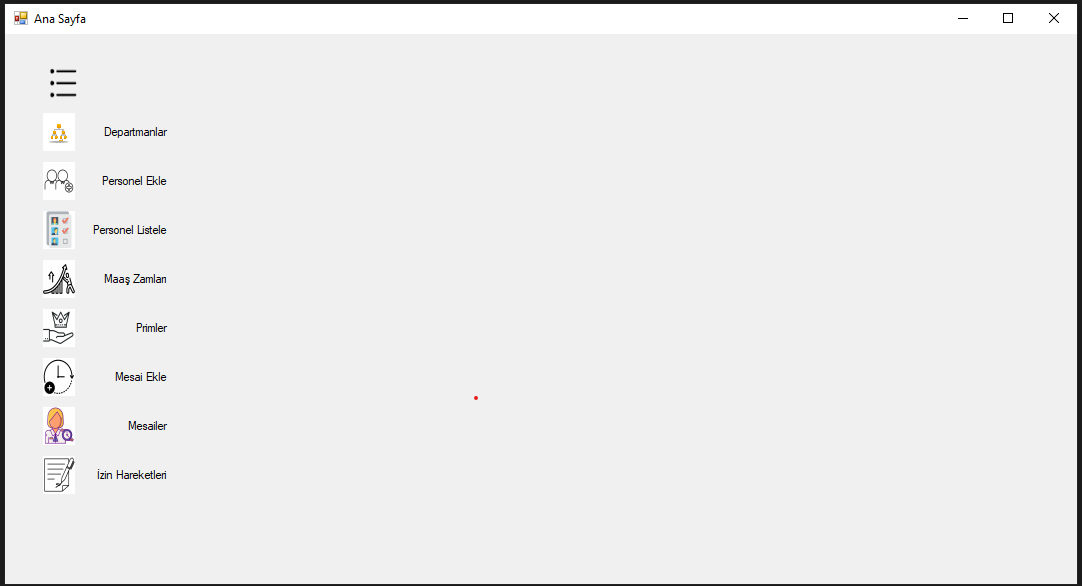 Ana Sayfa
Departmanlar
Personel Ekle
Personel Listele
Maaş Zamları
Primler
Mesai Ekle
Mesailer
İzin Hareketleri